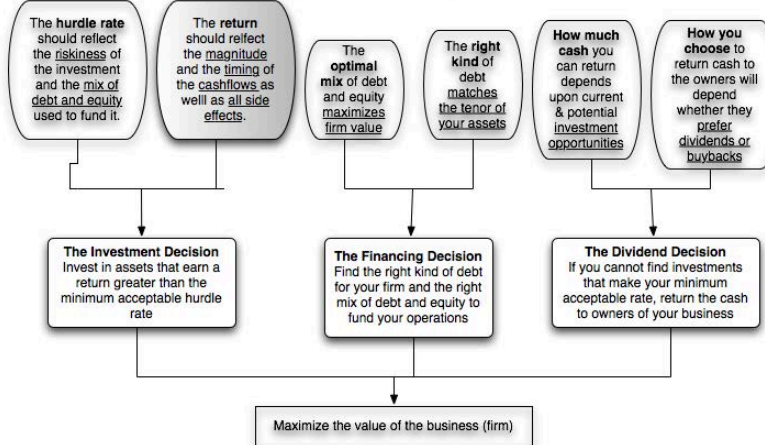 The hurdle rate
should reflect
the riskiness of
the investment
and the mix of
debt and equity
used to fund it.
The return
should relfect
the magnitude
and the timing of
the cashflows as
welll as all side
effects.
The
optimal
mix of debt
and equity
maximizes
firm value
The right
kind of
debt
matches
the tenor of
your assets
How much
cash you
can return
depends
upon current
& potential
investment
opportunities
How you
choose to
return cash to
the owners will
depend
whether they
prefer
dividends or
buybacks
The Investment Decision
Invest in assets that earn a
return greater than the
minimum acceptable hurdle
rate
The Financing Decision
Find the right kind of debt
for your firm and the right
mix of debt and equity to
fund your operations
The Dividend Decision
If you cannot find investments
that make your minimum
acceptable rate, return the cash
to owners of your business
Maximize the value of the business (firm)